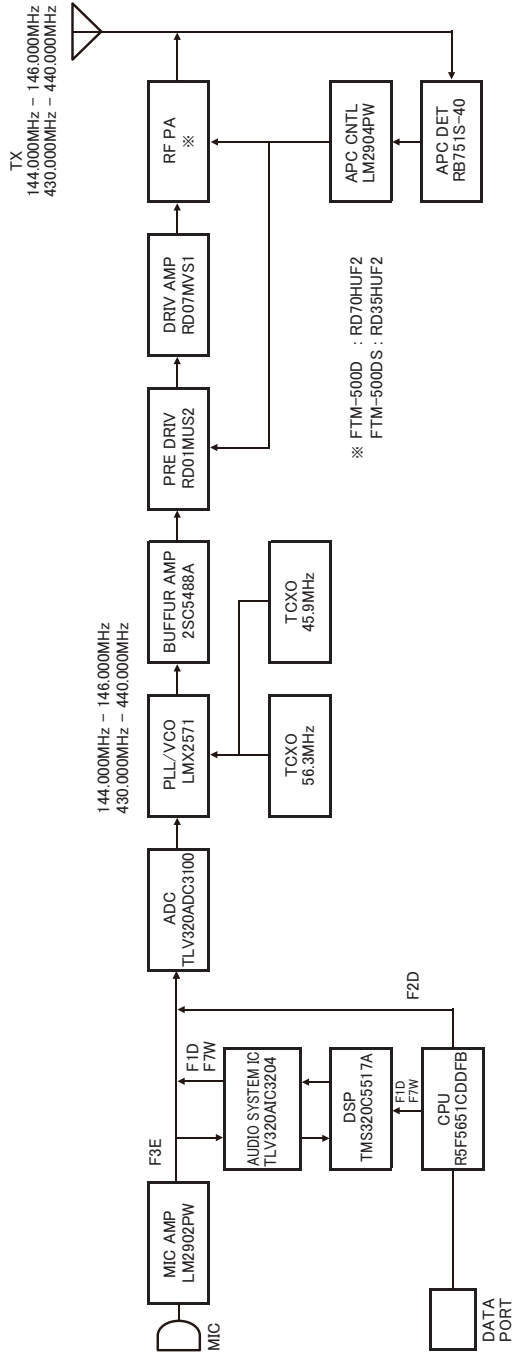 MIC
MIC AMP
LM2902PW
F3E
F1D
F7W
AUDIO SYSTEM IC
TLV320AIC3204
DSP
TMS320C5517A
F1D
F7W
CPU
R5F5651CDDFB
DATA
PORT
F2D
ADC
TLV320ADC3100
144.000MHz - 146.000MHz
430.000MHz - 440.000MHz
PLL/VCO
LMX2571
TCXO
56.3MHz
TCXO
45.9MHz
BUFFUR AMP
2SC5488A
PRE DRIV
RD01MUS2
DRIV AMP
RD07MVS1
RF PA
※
TX
144.000MHz - 146.000MHz
430.000MHz - 440.000MHz
APC CNTL
LM2904PW
APC DET
RB751S-40
※ FTM-500D : RD70HUF2
FTM-500DS : RD35HUF2